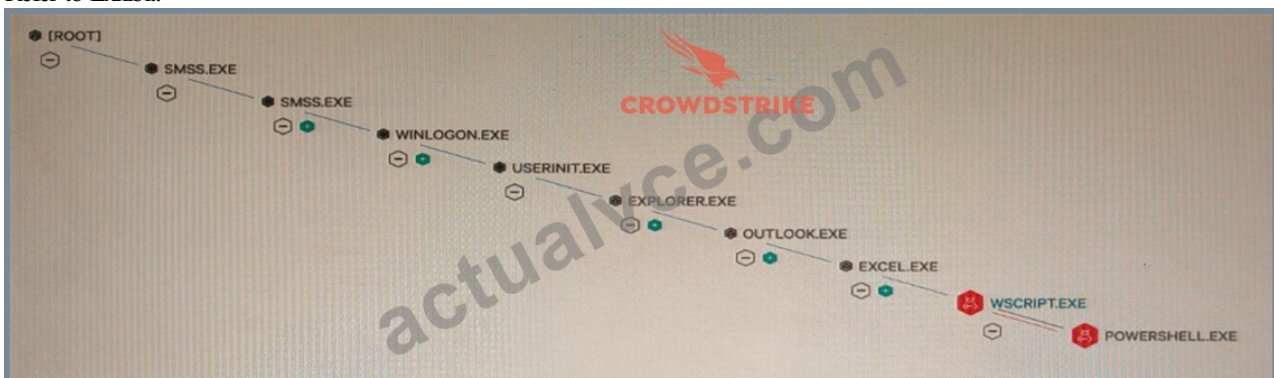 [ROOT]
SMSS.EXE
SMSS.EXE
WINLOGON.EXE
USERINIT.EXE
EXPLORER.EXE
OUTLOOK.EXE
EXCEL.EXE
WSCRIPT.EXE
POWERSHELL.EXE
CROWDSTRIKE
actualvce.com